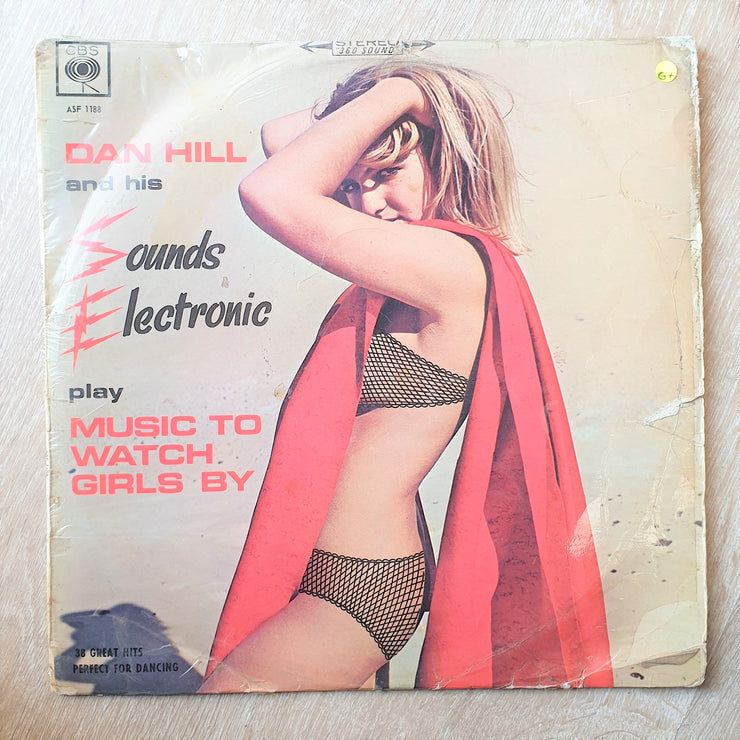 CBS
STEREO
360 SOUND
G+
ASF 1188
DAN HILL
and his
Sounds
Electronic
play
MUSIC TO
WATCH
GIRLS BY
38 GREAT HITS
PERFECT FOR DANCING